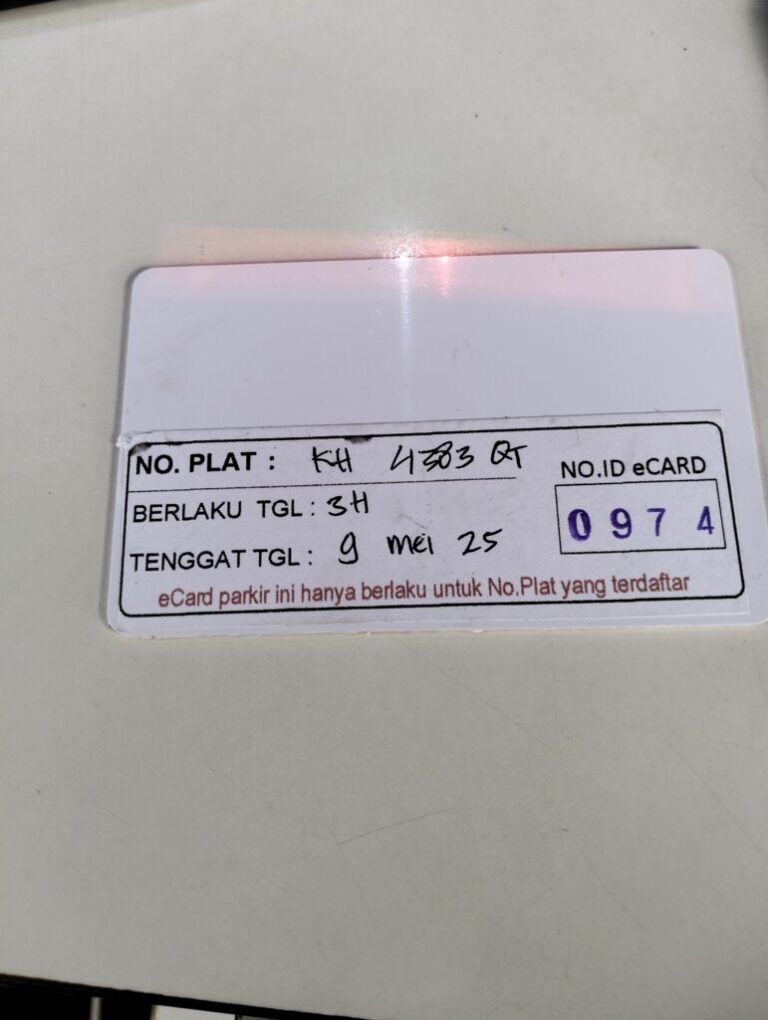 NO. PLAT : KH 4383 QT
NO.ID eCARD
BERLAKU TGL : 3H
0974
TENGGAT TGL : 9 mei 25
eCard parkir ini hanya berlaku untuk No.Plat yang terdaftar